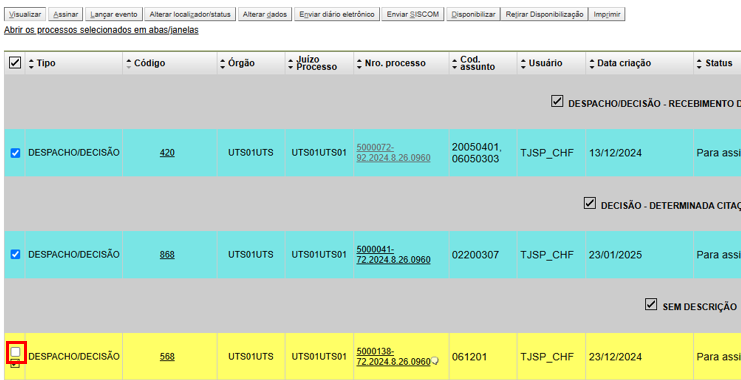 Visualizar Assinar Lançar evento Alterar localizador/status Alterar dados Enviar diário eletrônico Enviar SISCOM Disponibilizar Retirar Disponibilização Imprimir
Abrir os processos selecionados em abas/janelas
Tipo Código Órgão Juízo Processo Nro. processo Cod. assunto Usuário Data criação Status
DESPACHO/DECISÃO - RECEBIMENTO D
DESPACHO/DECISÃO 420 UTS01UTS UTS01UTS01 5000072-92.2024.8.26.0960 20050401, 06050303 TJSP_CHF 13/12/2024 Para assi
DECISÃO - DETERMINADA CITAÇ
DESPACHO/DECISÃO 868 UTS01UTS UTS01UTS01 5000041-72.2024.8.26.0960 02200307 TJSP_CHF 23/01/2025 Para assi
SEM DESCRIÇÃO
DESPACHO/DECISÃO 568 UTS01UTS UTS01UTS01 5000138-72.2024.8.26.0960 061201 TJSP_CHF 23/12/2024 Para assi